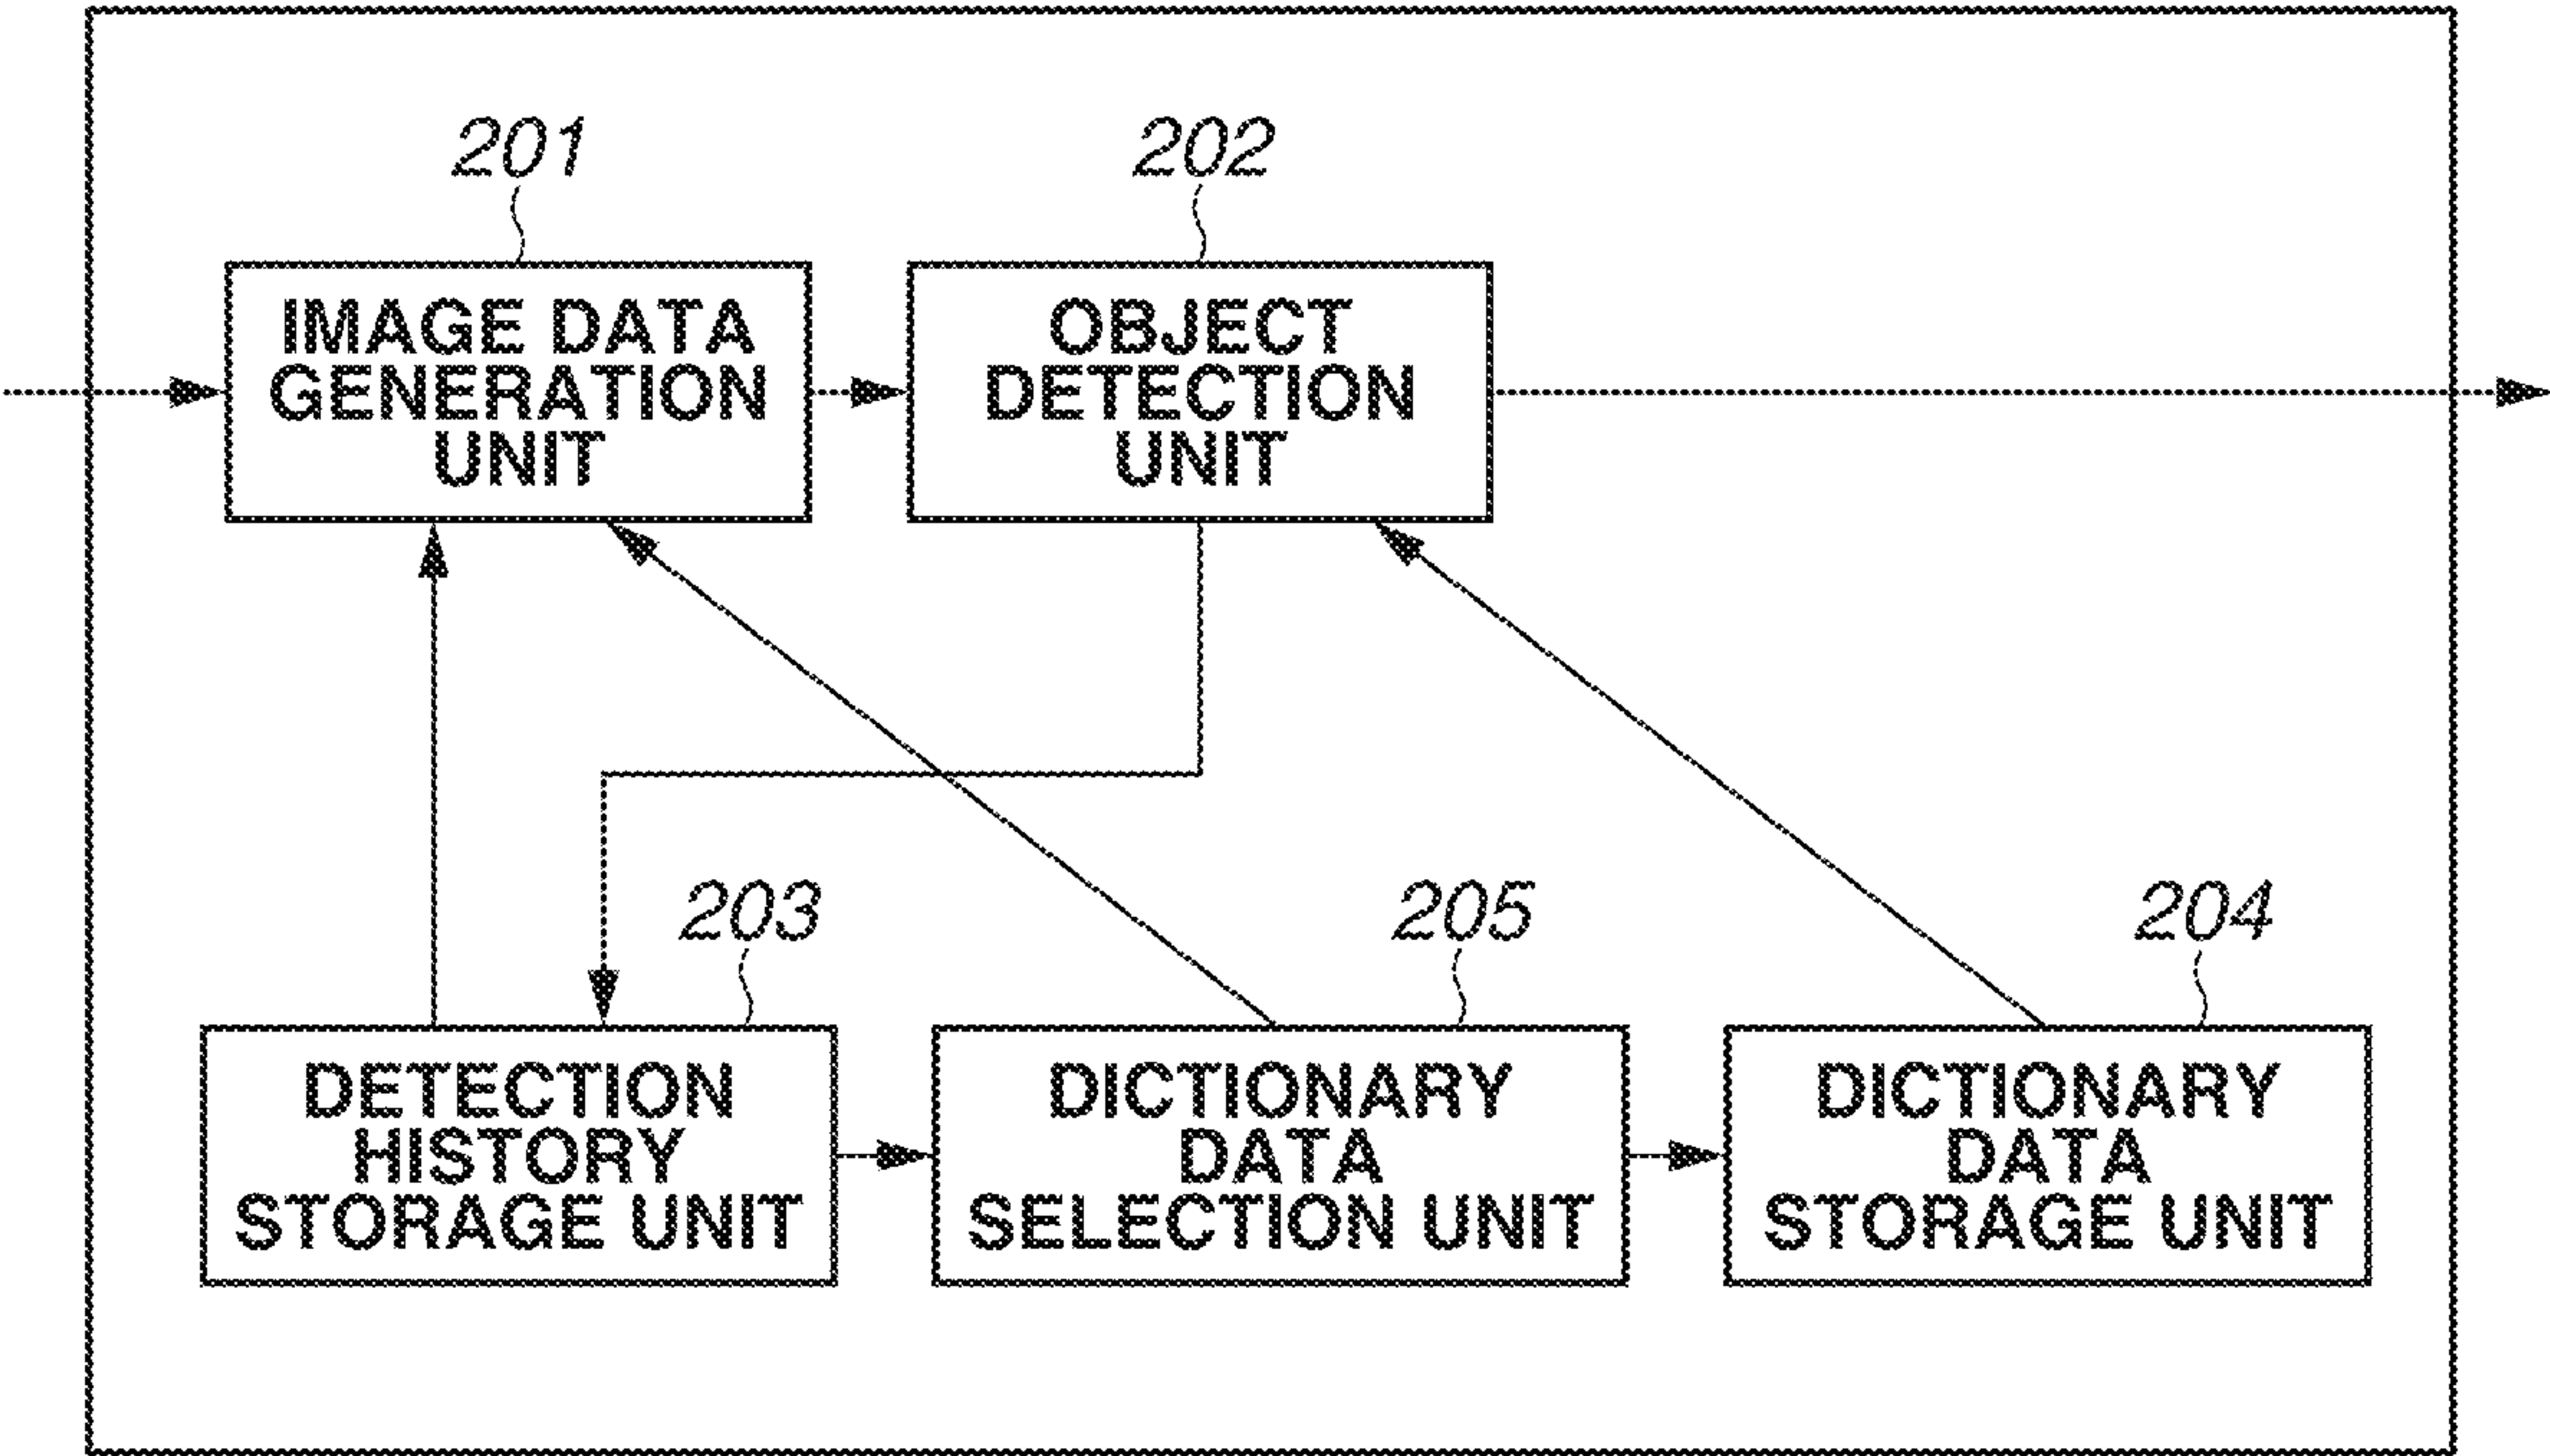 201
IMAGE DATA
GENERATION
UNIT
202
OBJECT
DETECTION
UNIT
203
DETECTION
HISTORY
STORAGE UNIT
205
DICTIONARY
DATA
SELECTION UNIT
204
DICTIONARY
DATA
STORAGE UNIT